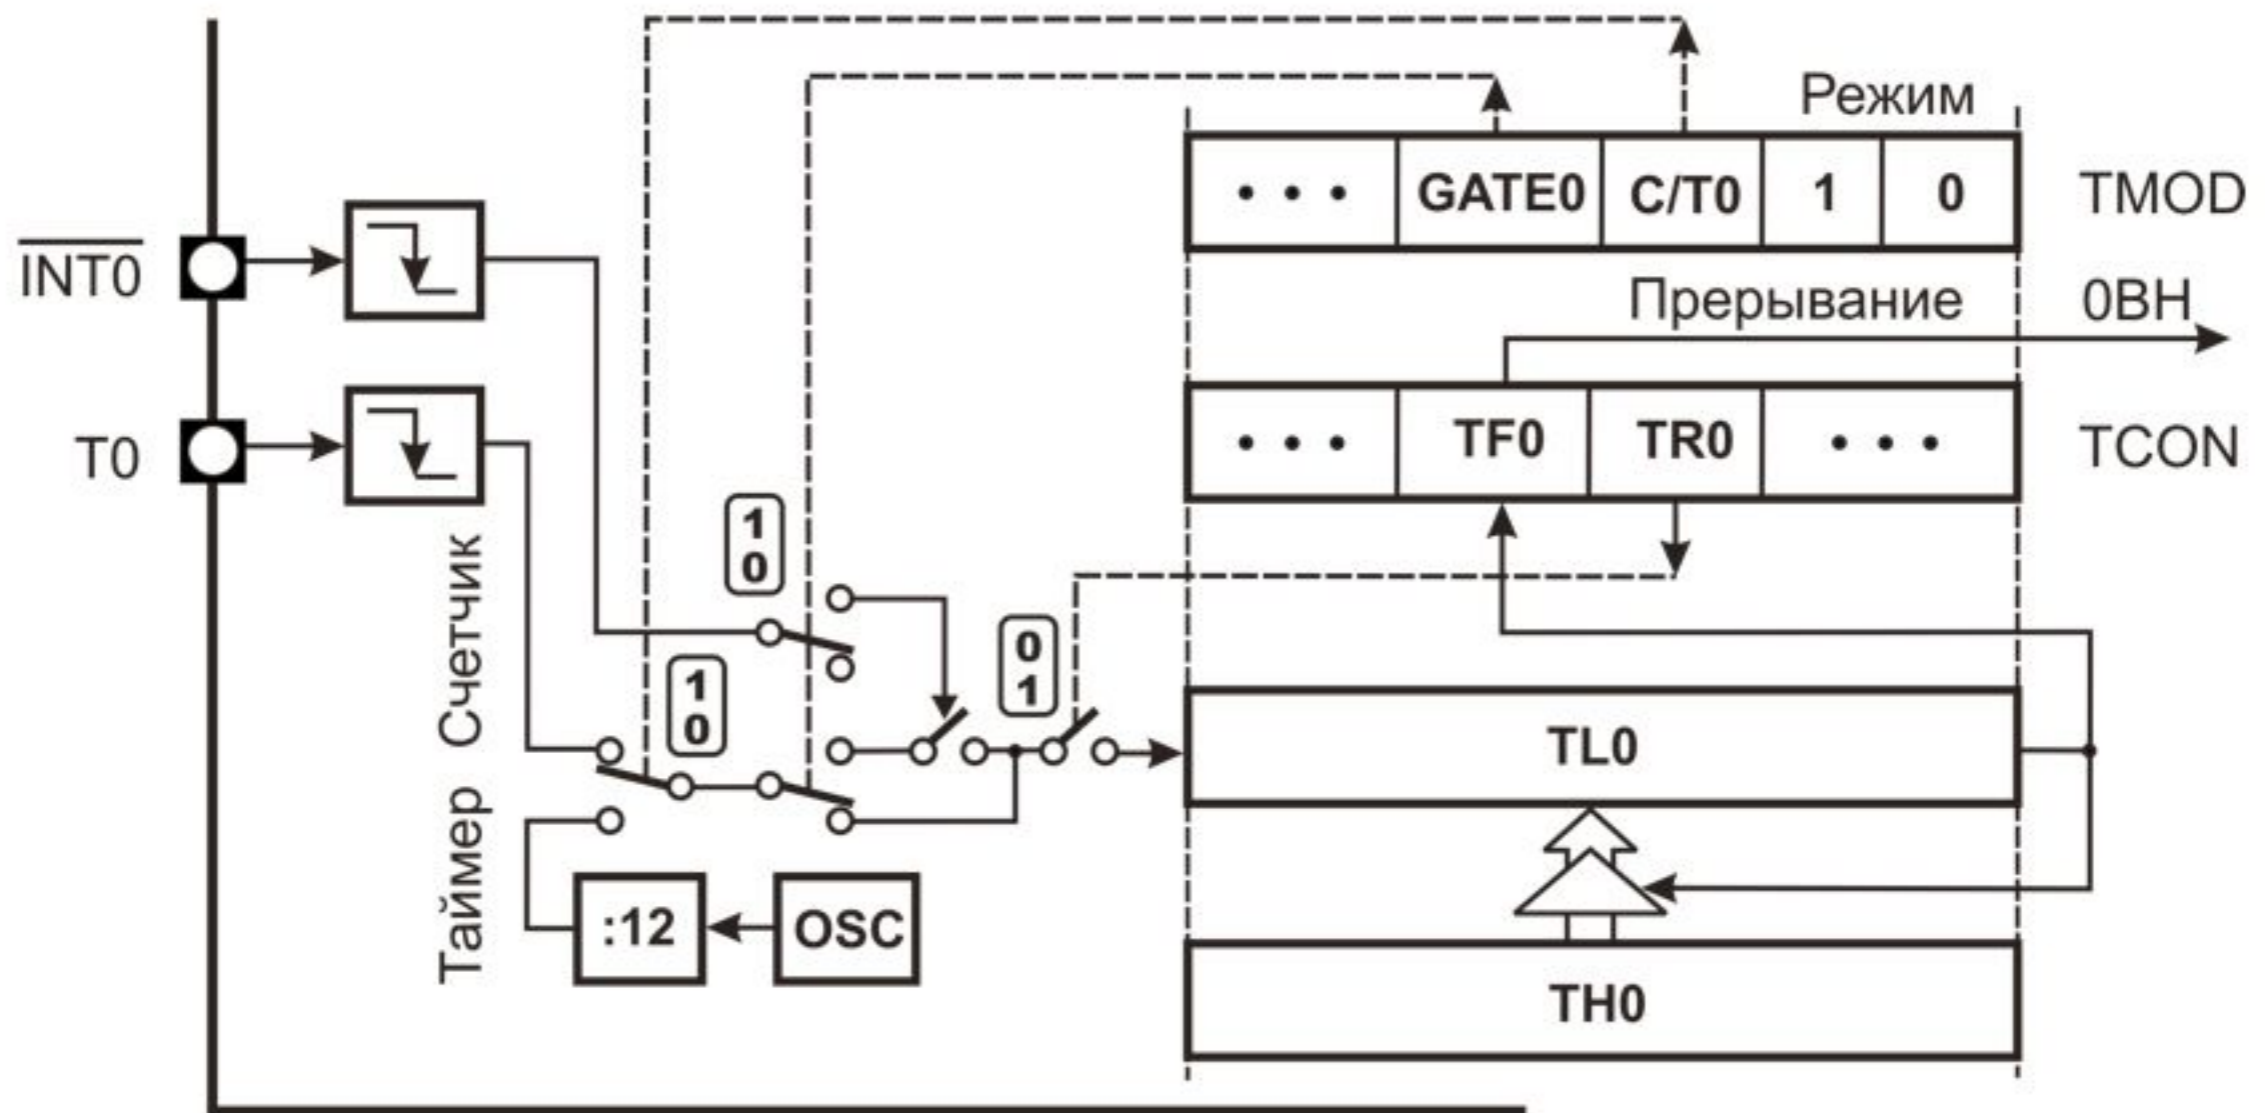 Режим
• • • GATE0 C/T0 1 0 TMOD
INT0
Прерывание 0BH
T0
• • • TF0 TR0 • • • TCON
Счетчик
Таймер
1
0
1
0
0
1
TL0
:12
OSC
TH0